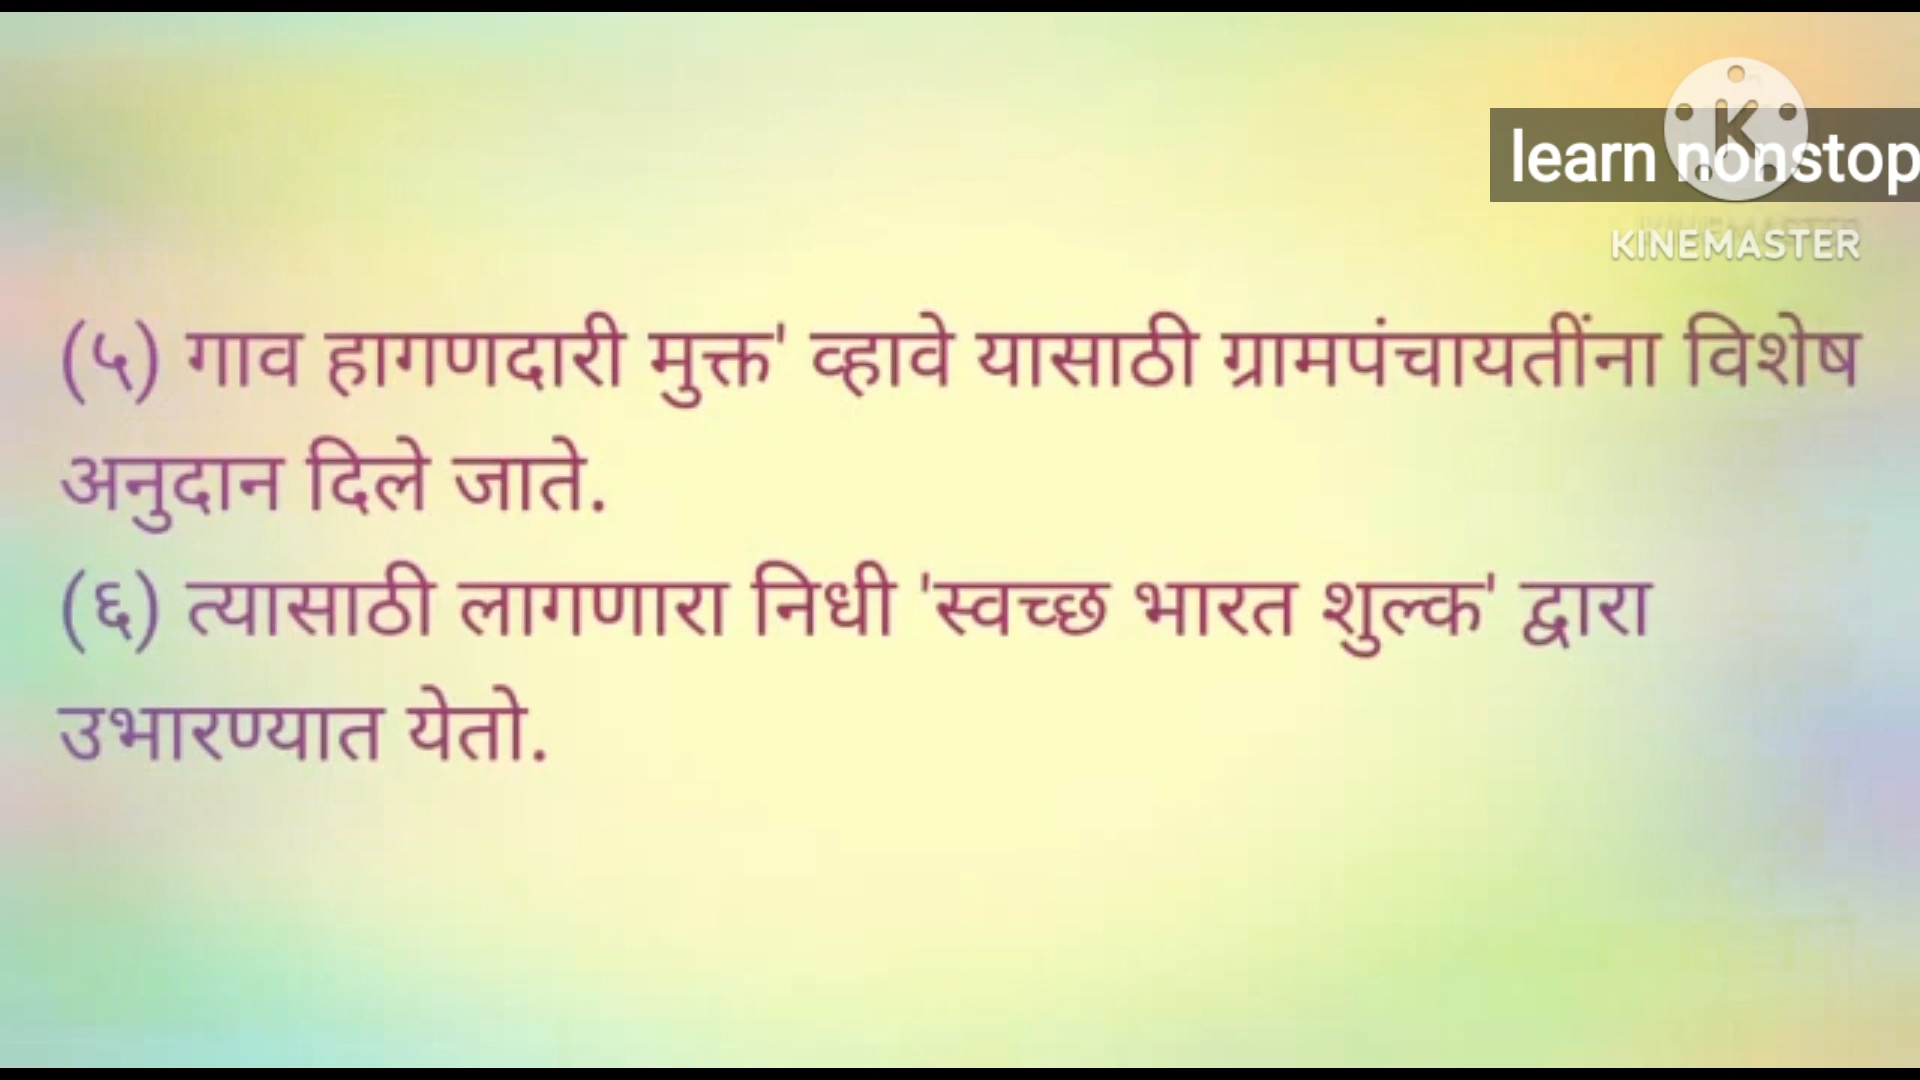 learn nonstop
KINEMASTER
(५) गाव हागणदारी मुक्त' व्हावे यासाठी ग्रामपंचायतींना विशेष
अनुदान दिले जाते.
(६) त्यासाठी लागणारा निधी 'स्वच्छ भारत शुल्क' द्वारा
उभारण्यात येतो.